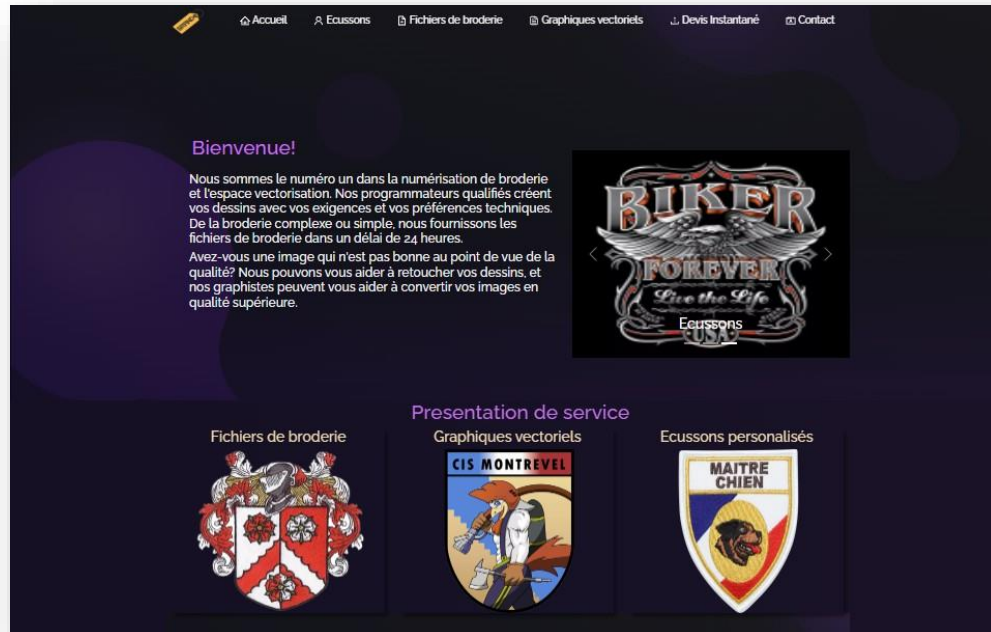 Accueil Ecussons Fichiers de broderie Graphiques vectoriels Devis Instantané Contact
Bienvenue!
Nous sommes le numéro un dans la numérisation de broderie
et l'espace vectorisation. Nos programmateurs qualifiés créent
vos dessins avec vos exigences et vos préférences techniques.
De la broderie complexe ou simple, nous fournissons les
fichiers de broderie dans un délai de 24 heures.
Avez-vous une image qui n'est pas bonne au point de vue de la
qualité? Nous pouvons vous aider à retoucher vos dessins, et
nos graphistes peuvent vous aider à convertir vos images en
qualité supérieure.
BIKER
FOREVER
Live the Life
Ecussons
USA
Presentation de service
Fichiers de broderie Graphiques vectoriels Ecussons personalisés
CIS MONTREVEL
MAITRE
CHIEN